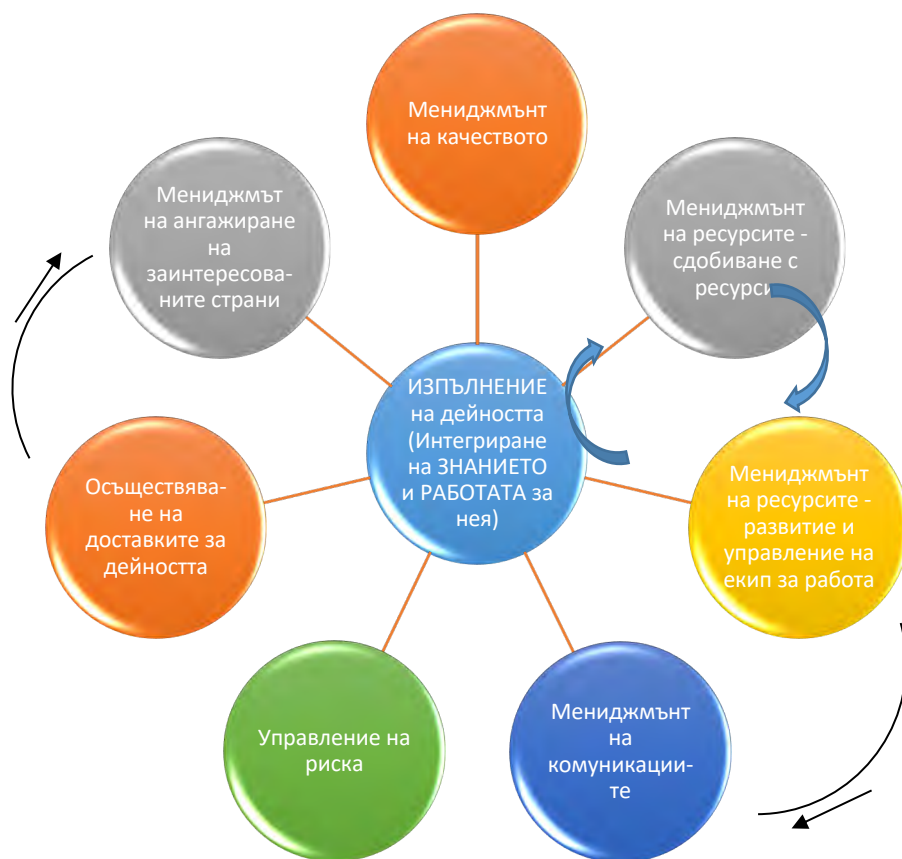 Мениджмънт
на качеството
Мениджмът
на ангажиране
на
заинтересова-
ните страни
Мениджмънт
на ресурсите -
сдобиване с
ресурси
ИЗПЪЛНЕНИЕ
на дейността
(Интегриране
на ЗНАНИЕТО
и РАБОТАТА за
нея)
Осъществява-
не на
доставките за
дейността
Мениджмънт
на ресурсите -
развитие и
управление на
екип за работа
Управление на
риска
Мениджмънт
на
комуникации-
те